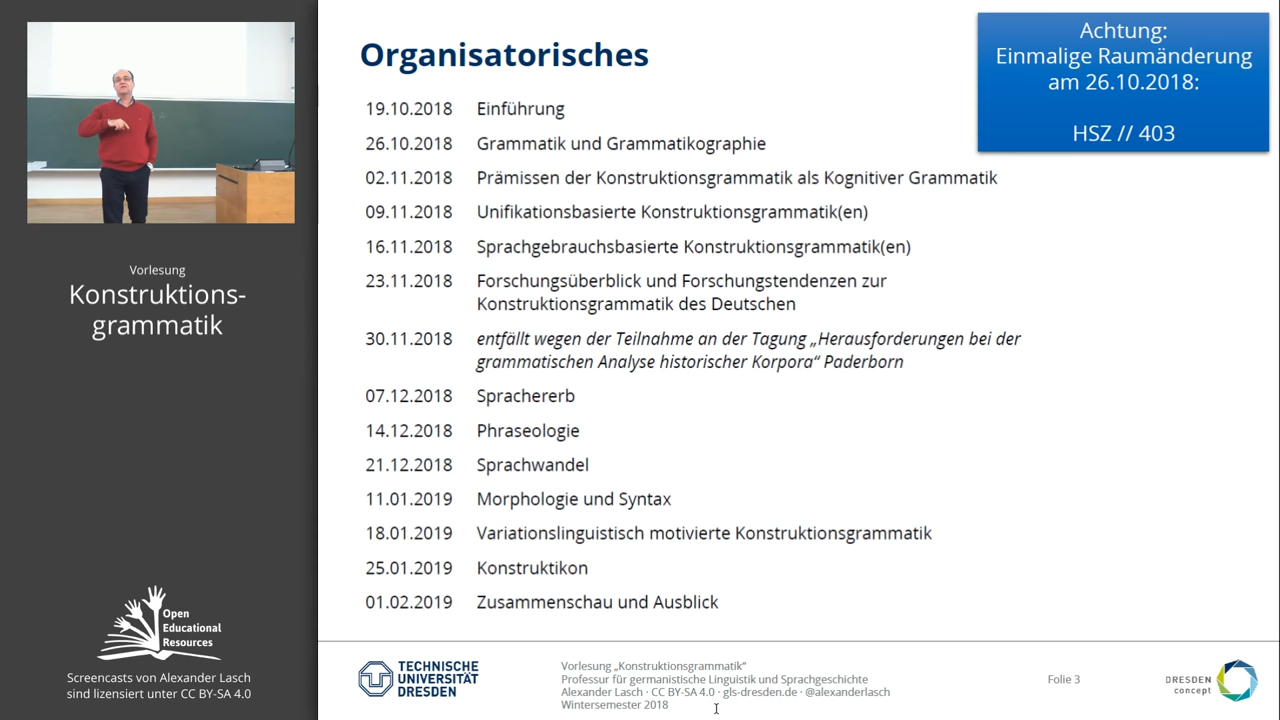 Vorlesung
Konstruktions-
grammatik
Open
Educational
Resources
Screencasts von Alexander Lasch
sind lizensiert unter CC BY-SA 4.0
Organisatorisches
Achtung:
Einmalige Raumänderung
am 26.10.2018:
HSZ // 403
19.10.2018 Einführung
26.10.2018 Grammatik und Grammatikographie
02.11.2018 Prämissen der Konstruktionsgrammatik als Kognitiver Grammatik
09.11.2018 Unifikationsbasierte Konstruktionsgrammatik(en)
16.11.2018 Sprachgebrauchsbasierte Konstruktionsgrammatik(en)
23.11.2018 Forschungsüberblick und Forschungstendenzen zur
Konstruktionsgrammatik des Deutschen
30.11.2018 entfällt wegen der Teilnahme an der Tagung „Herausforderungen bei der
grammatischen Analyse historischer Korpora“ Paderborn
07.12.2018 Sprachererb
14.12.2018 Phraseologie
21.12.2018 Sprachwandel
11.01.2019 Morphologie und Syntax
18.01.2019 Variationslinguistisch motivierte Konstruktionsgrammatik
25.01.2019 Konstruktikon
01.02.2019 Zusammenschau und Ausblick
TECHNISCHE
UNIVERSITÄT
DRESDEN
Vorlesung „Konstruktionsgrammatik“
Professur für germanistische Linguistik und Sprachgeschichte
Alexander Lasch · CC BY-SA 4.0 · gls-dresden.de · @alexanderlasch
Wintersemester 2018
Folie 3
DRESDEN
concept